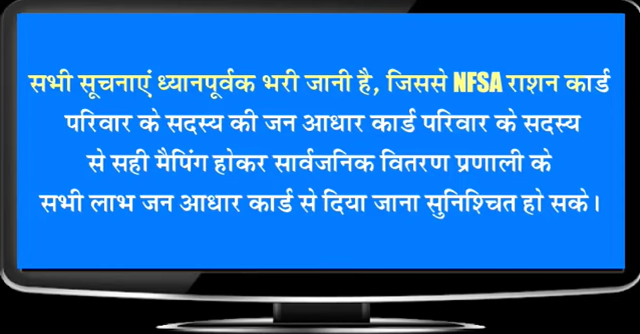 सभी सूचनाएं ध्यानपूर्वक भरी जानी है, जिससे NFSA राशन कार्ड
परिवार के सदस्य की जन आधार कार्ड परिवार के सदस्य
से सही मैपिंग होकर सार्वजनिक वितरण प्रणाली के
सभी लाभ जन आधार कार्ड से दिया जाना सुनिश्चित हो सके।